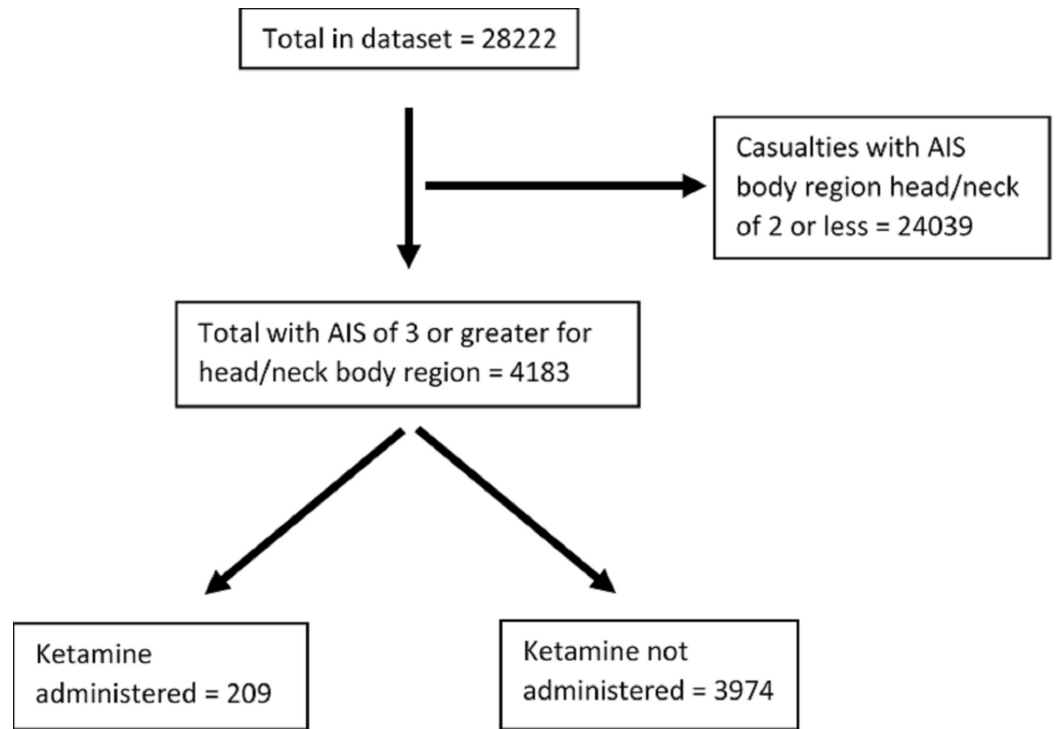 Total in dataset = 28222
Casualties with AIS
body region head/neck
of 2 or less = 24039
Total with AIS of 3 or greater for
head/neck body region = 4183
Ketamine
administered = 209
Ketamine not
administered = 3974